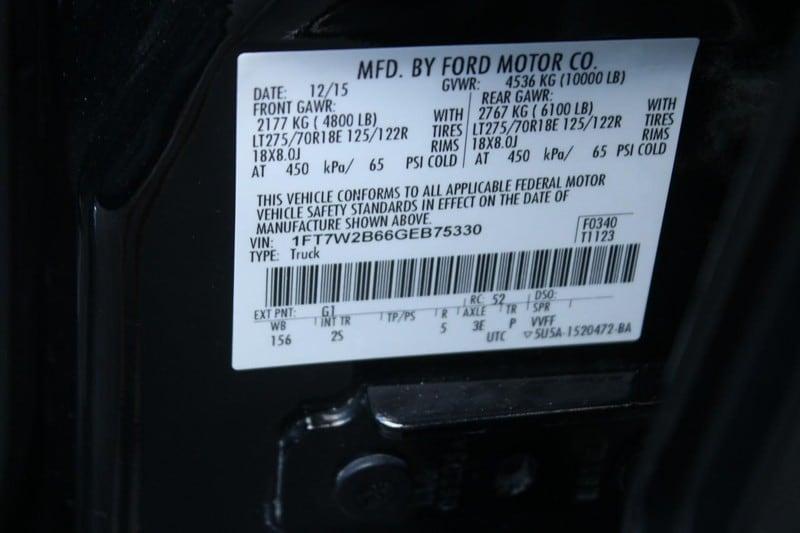 MFD. BY FORD MOTOR CO.
DATE: 12/15 GVWR: 4536 KG (10000 LB)
FRONT GAWR: REAR GAWR:
2177 KG ( 4800 LB) WITH 2767 KG ( 6100 LB) WITH
LT275/70R18E 125/122R TIRES LT275/70R18E 125/122R TIRES
18X8.0J RIMS 18X8.0J RIMS
AT 450 kPa/ 65 PSI COLD AT 450 kPa/ 65 PSI COLD
THIS VEHICLE CONFORMS TO ALL APPLICABLE FEDERAL MOTOR
VEHICLE SAFETY STANDARDS IN EFFECT ON THE DATE OF
MANUFACTURE SHOWN ABOVE.
VIN: 1FT7W2B66GEB75330 F0340
TYPE: Truck T1123
EXT PNT: G1 RC: 52 DSO:
WB INT TR TP/PS R AXLE TR SPR
156 2S 5 3E P VVFF
UTC ▽5U5A-1520472-BA